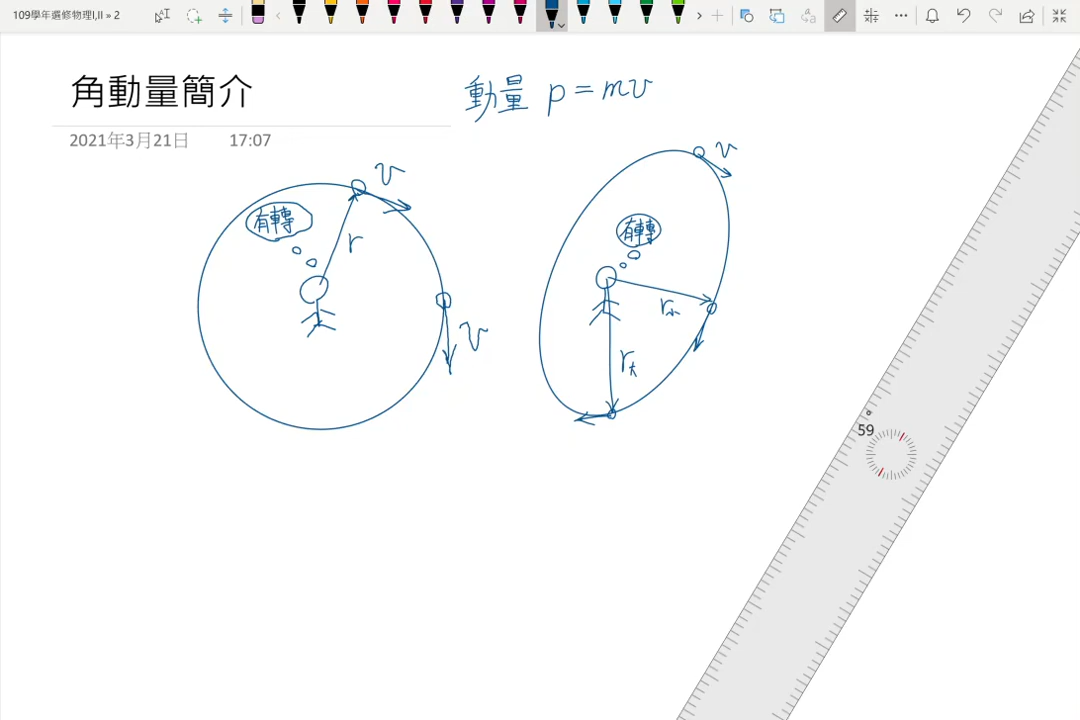 109學年選修物理I,II » 2
角動量簡介
動量 p = mv
2021年3月21日 17:07
v
有轉
r
v
v
有轉
r小
r大
59°